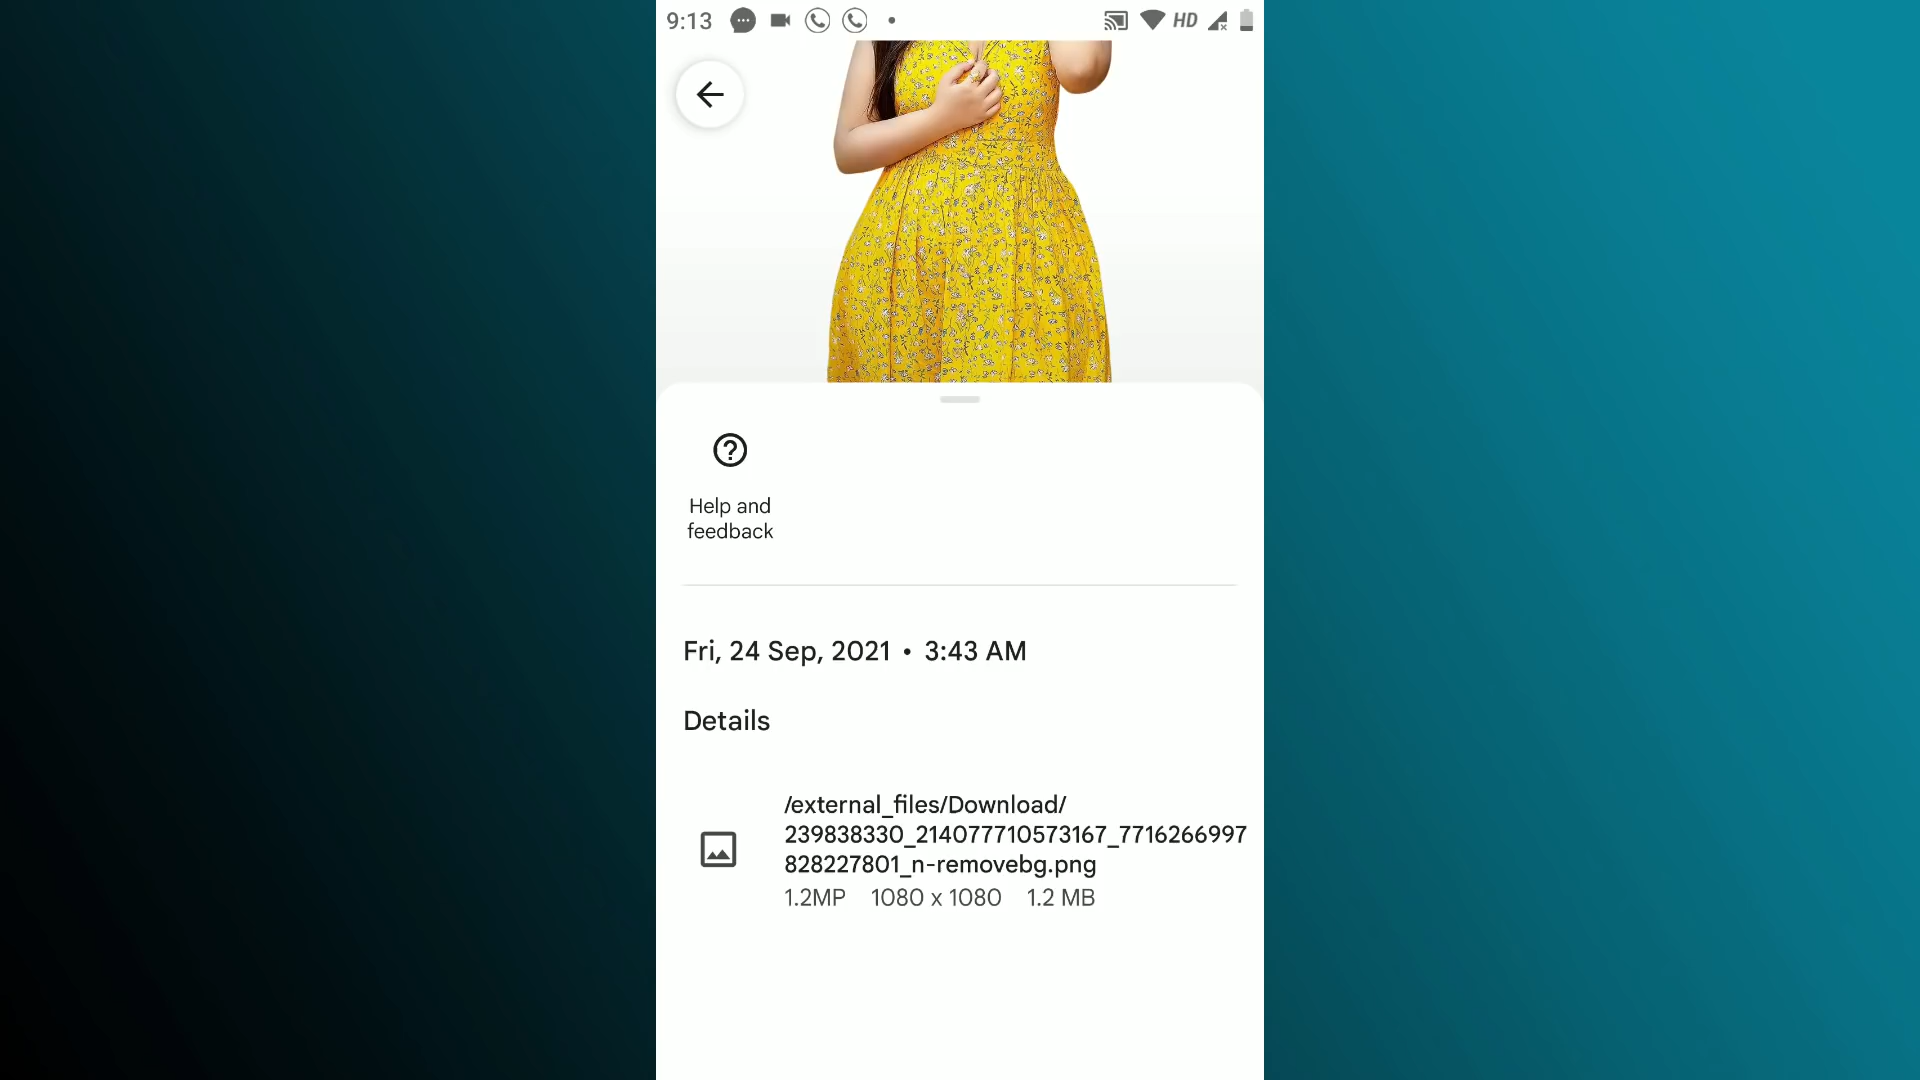 9:13 HD
Help and
feedback
Fri, 24 Sep, 2021 • 3:43 AM
Details
/external_files/Download/
239838330_214077710573167_7716266997
828227801_n-removebg.png
1.2MP 1080 x 1080 1.2 MB